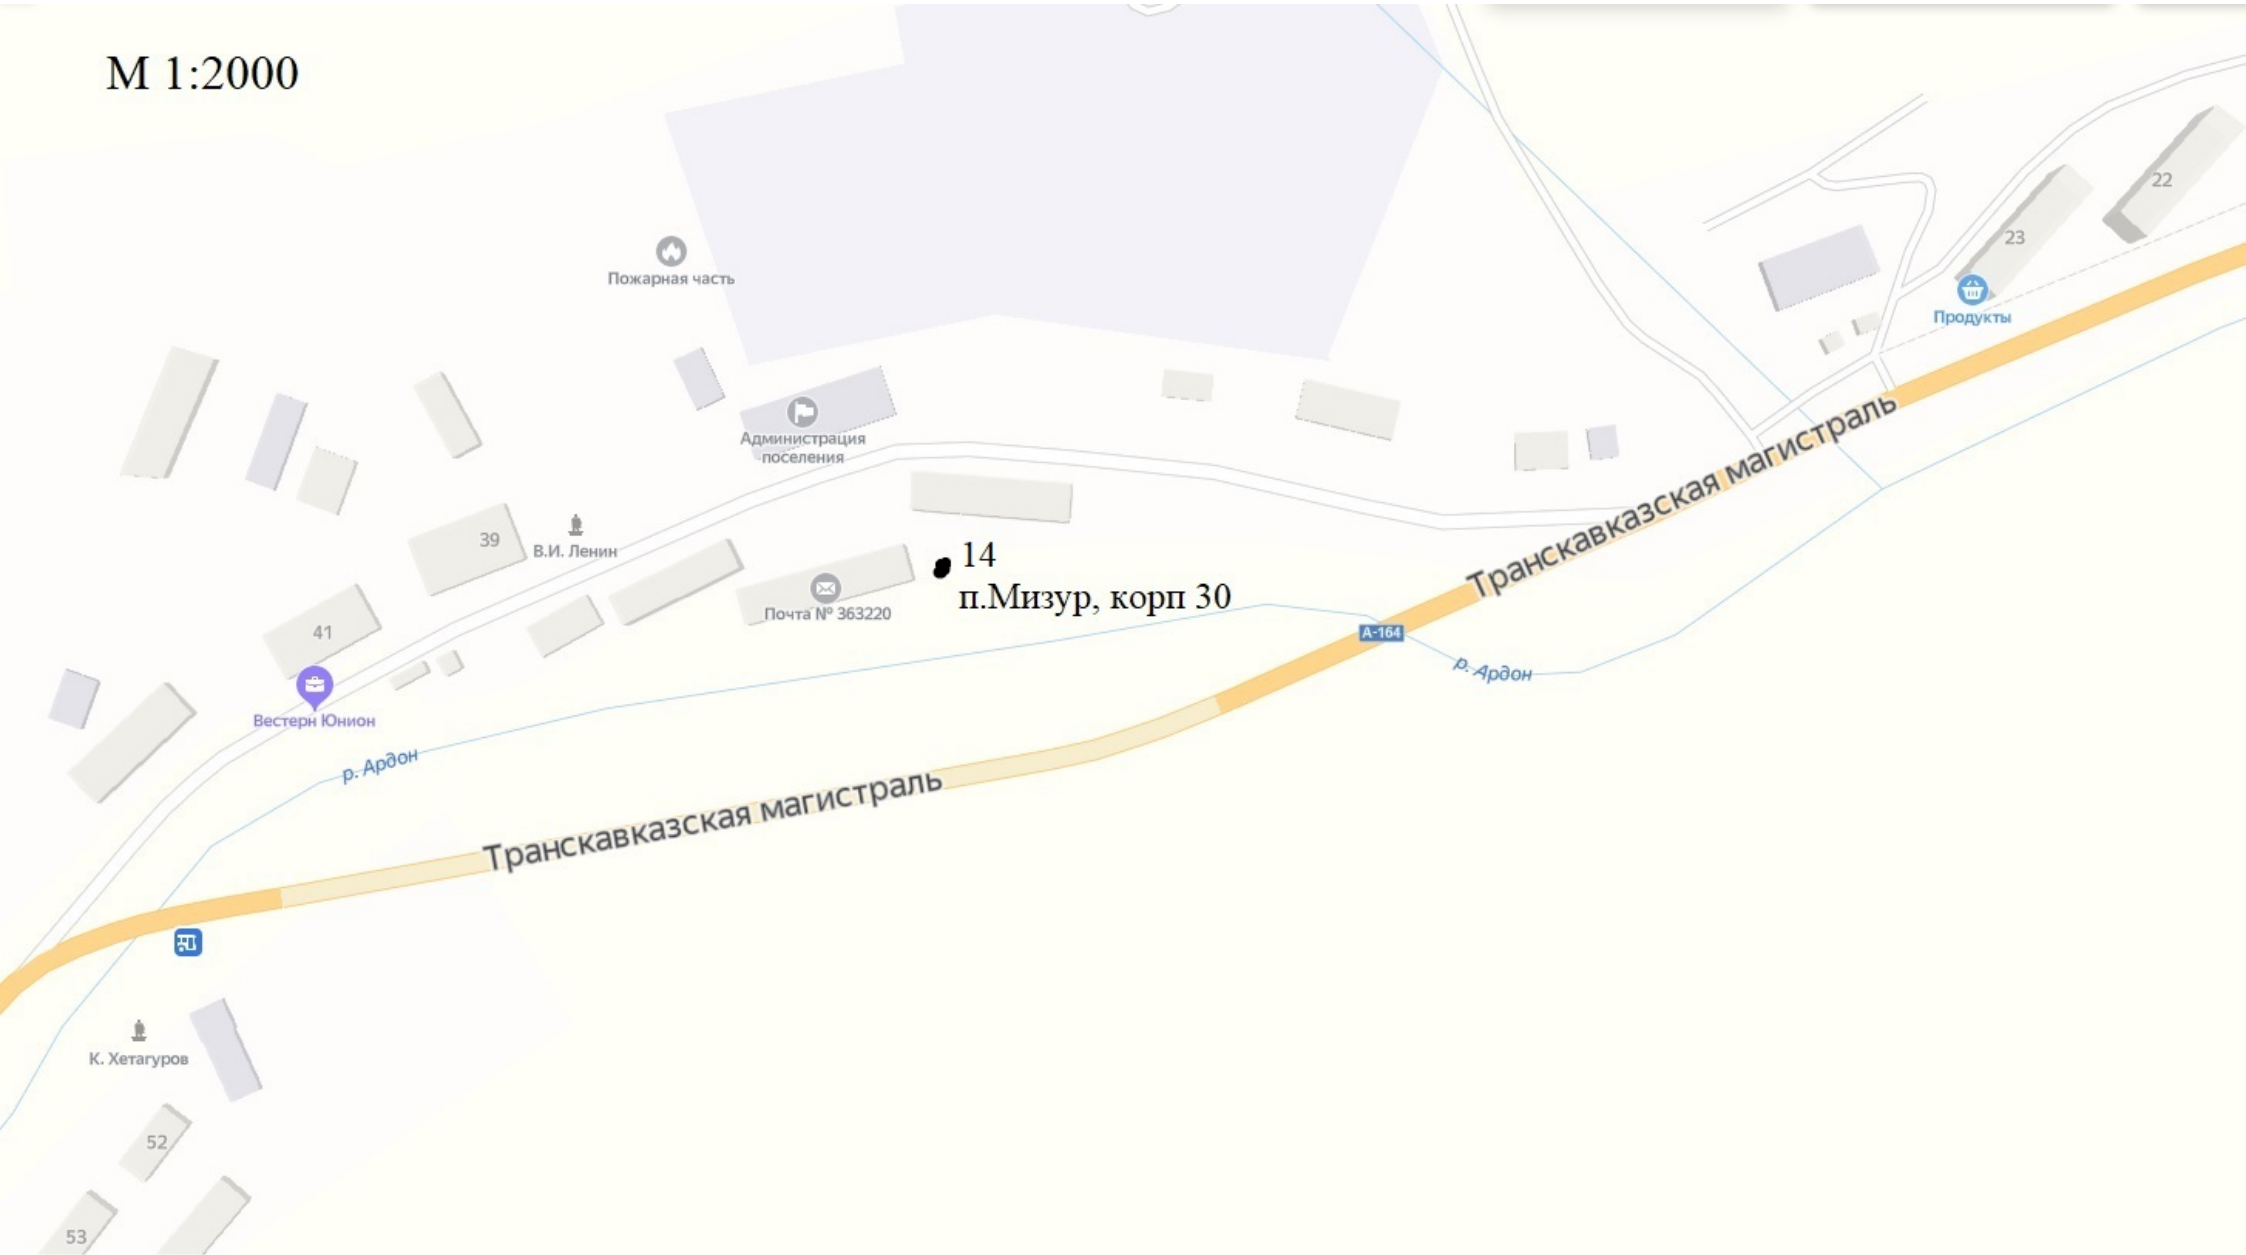 М 1:2000
22
23
Пожарная часть
Продукты
Администрация
поселения
Транскавказская магистраль
39
В.И. Ленин
14
п.Мизур, корп 30
Почта № 363220
41
А-164
р. Ардон
Вестерн Юнион
р. Ардон
Транскавказская магистраль
К. Хетагуров
52
53